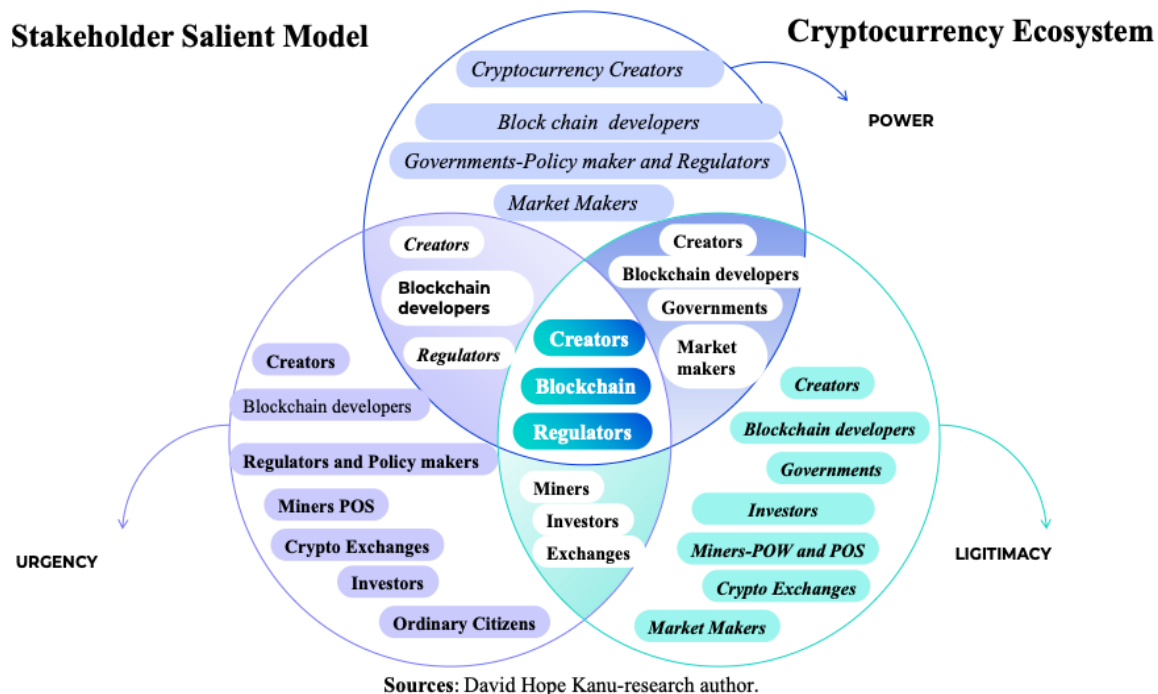 Stakeholder Salient Model
Cryptocurrency Ecosystem
Cryptocurrency Creators
POWER
Block chain developers
Governments-Policy maker and Regulators
Market Makers
Creators
Blockchain
developers
Regulators
Creators
Blockchain developers
Governments
Market
makers
Creators
Blockchain
Regulators
Creators
Blockchain developers
Regulators and Policy makers
Miners POS
Crypto Exchanges
Investors
Ordinary Citizens
URGENCY
Miners
Investors
Exchanges
Creators
Blockchain developers
Governments
Investors
Miners-POW and POS
Crypto Exchanges
Market Makers
LIGITIMACY
Sources: David Hope Kanu-research author.